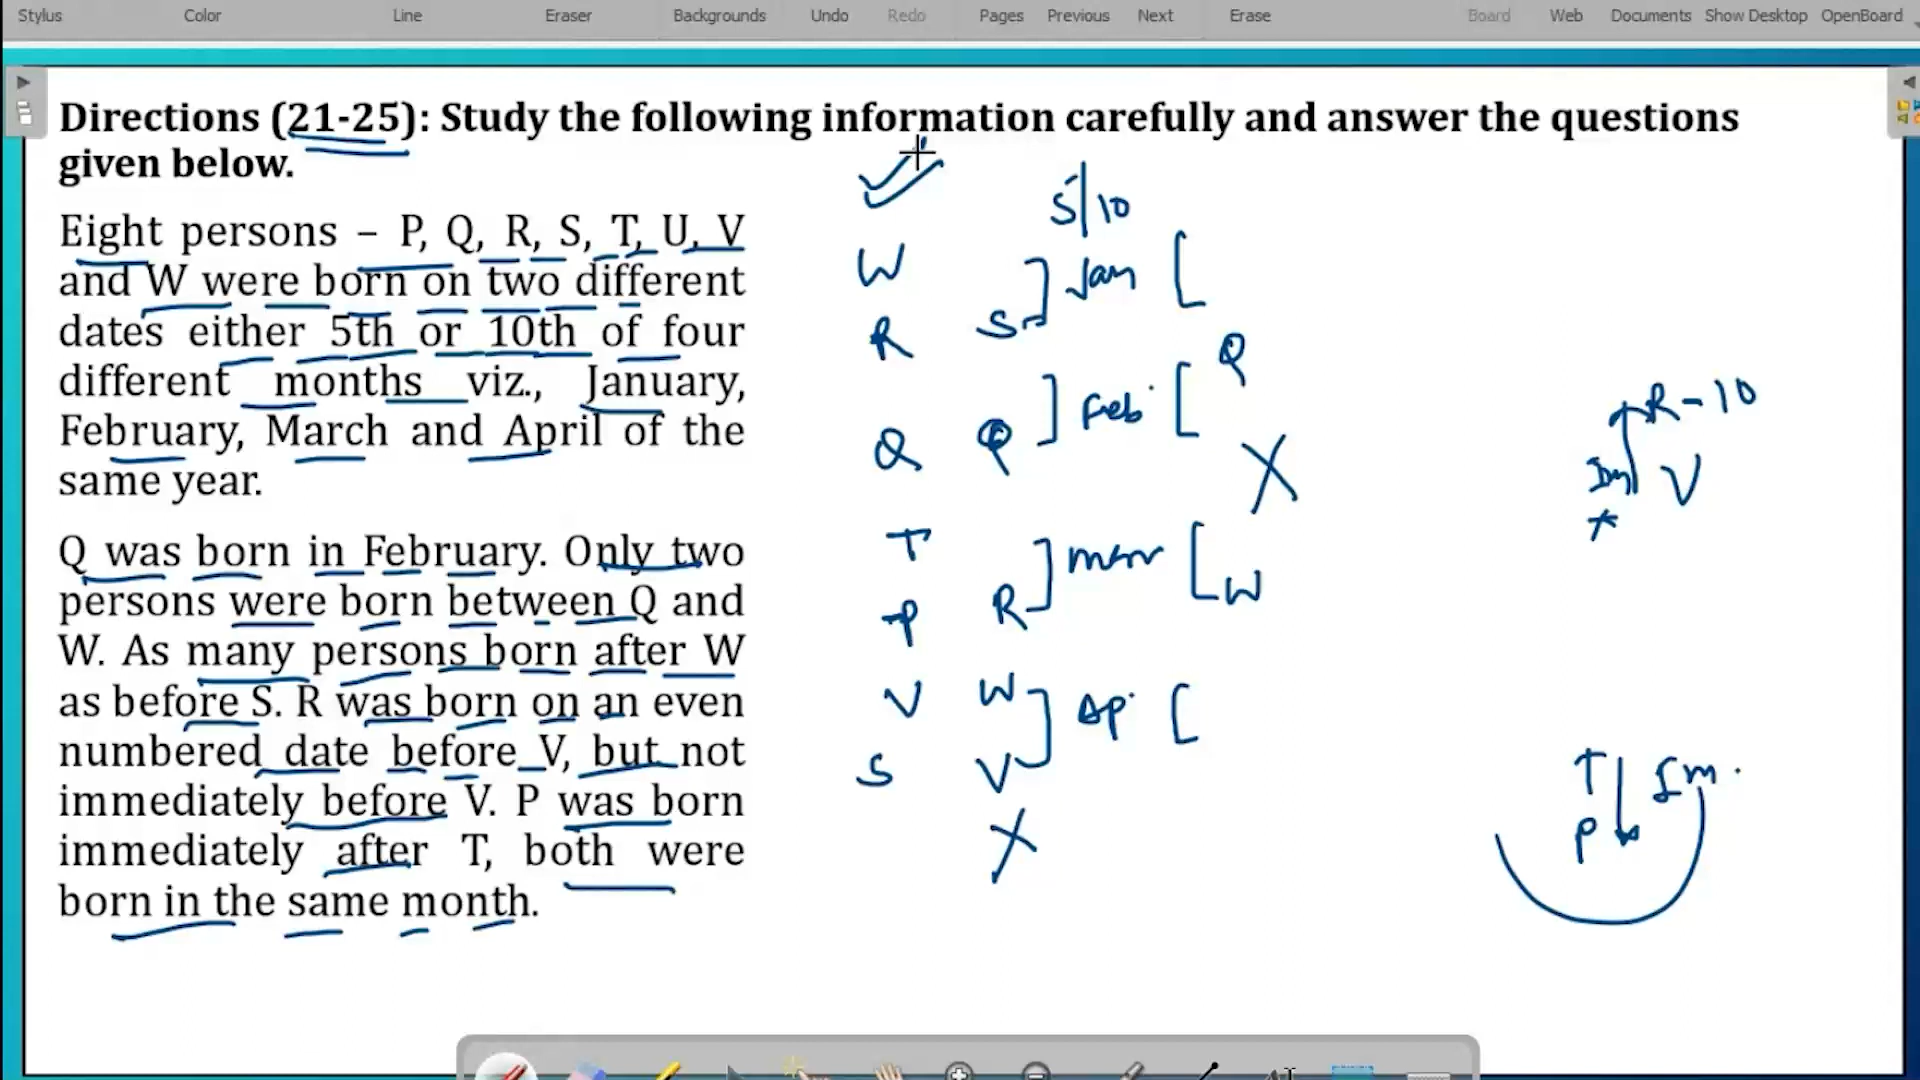 Stylus Color Line Eraser Backgrounds Undo Redo Pages Previous Next Erase Board Web Documents Show Desktop OpenBoard
Directions (21-25): Study the following information carefully and answer the questions
given below.
Eight persons – P, Q, R, S, T, U, V
and W were born on two different
dates either 5th or 10th of four
different months viz., January,
February, March and April of the
same year.
Q was born in February. Only two
persons were born between Q and
W. As many persons born after W
as before S. R was born on an even
numbered date before V, but not
immediately before V. P was born
immediately after T, both were
born in the same month.
5/10
W Jan
R S
Q
Q Feb
X
T Mar
P R W
V W Ap
S V
X
R-10
V
T Im.
P